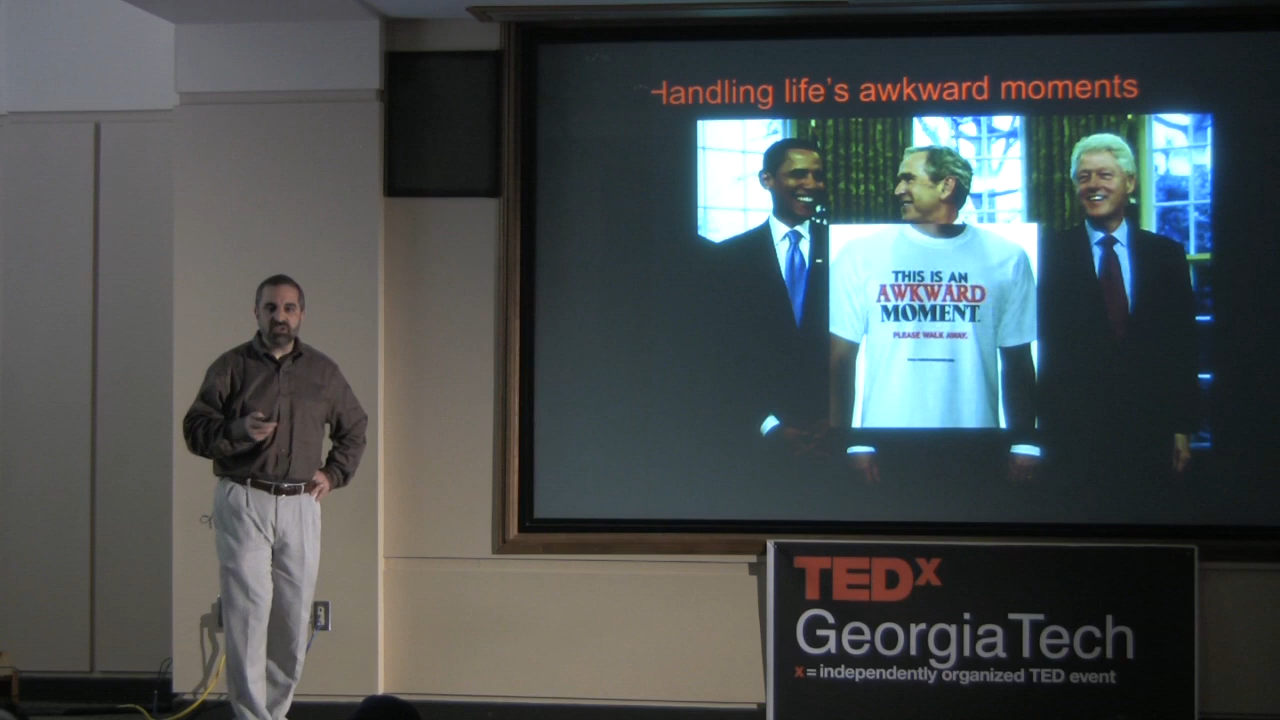 Handling life's awkward moments
THIS IS AN
AWKWARD
MOMENT.
PLEASE WALK AWAY.
TEDx
GeorgiaTech
x = independently organized TED event